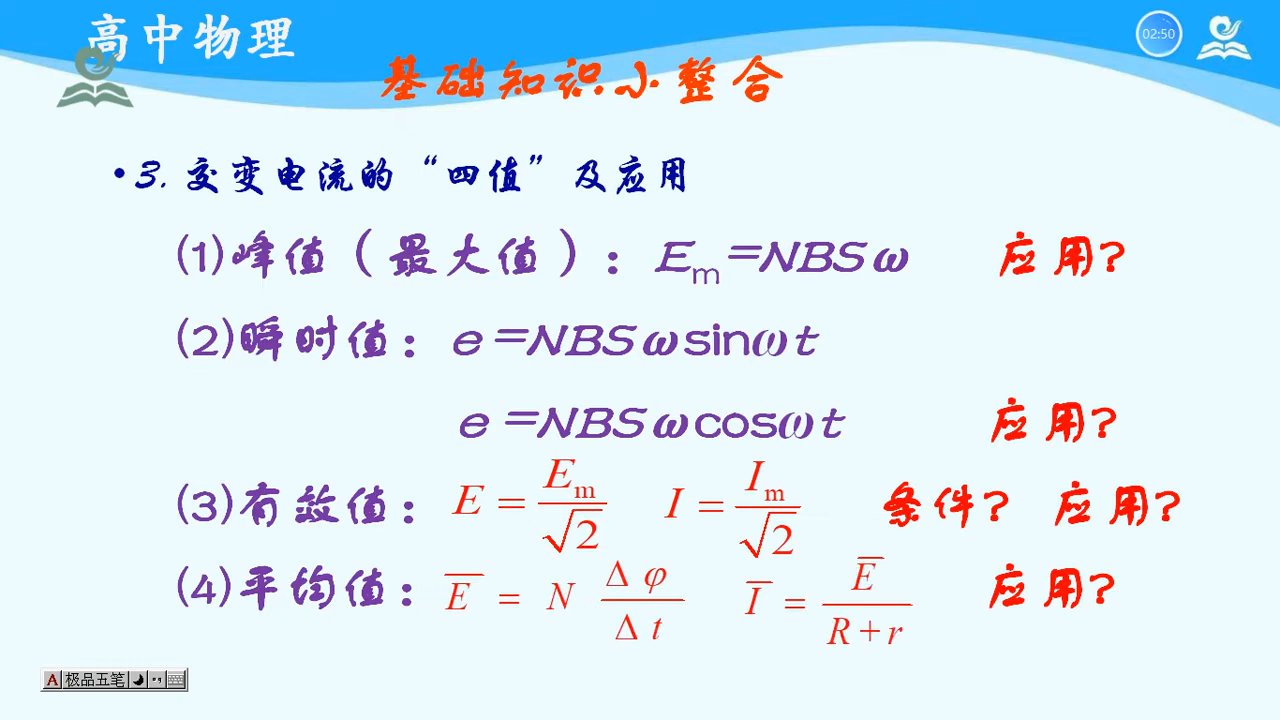 高中物理
02:50
基础知识小整合
•3. 交变电流的“四值”及应用
(1)峰值(最大值)：Em=NBSω 应用?
(2)瞬时值：e=NBSωsinωt
e=NBSωcosωt 应用?
(3)有效值：E = Em/√2 I = Im/√2 条件? 应用?
(4)平均值：E̅ = N Δφ/Δt I̅ = E̅/(R+r) 应用?
A极品五笔